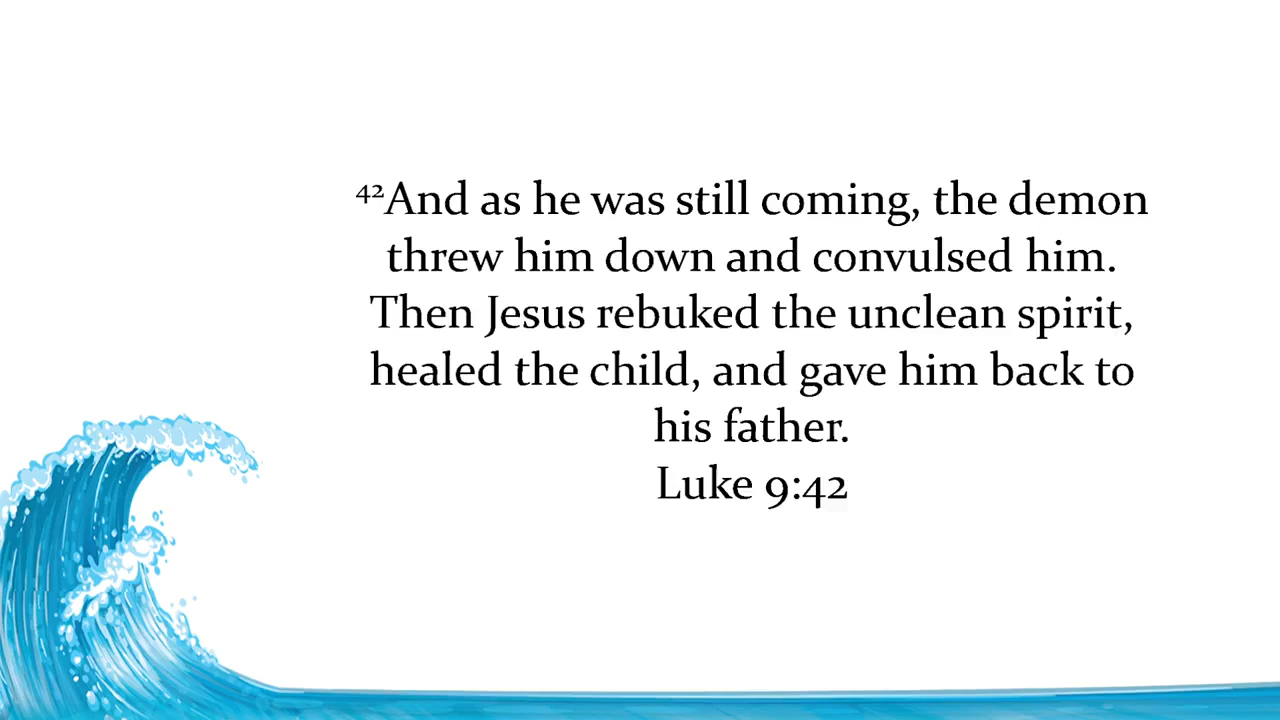 ⁴²And as he was still coming, the demon
threw him down and convulsed him.
Then Jesus rebuked the unclean spirit,
healed the child, and gave him back to
his father.
Luke 9:42